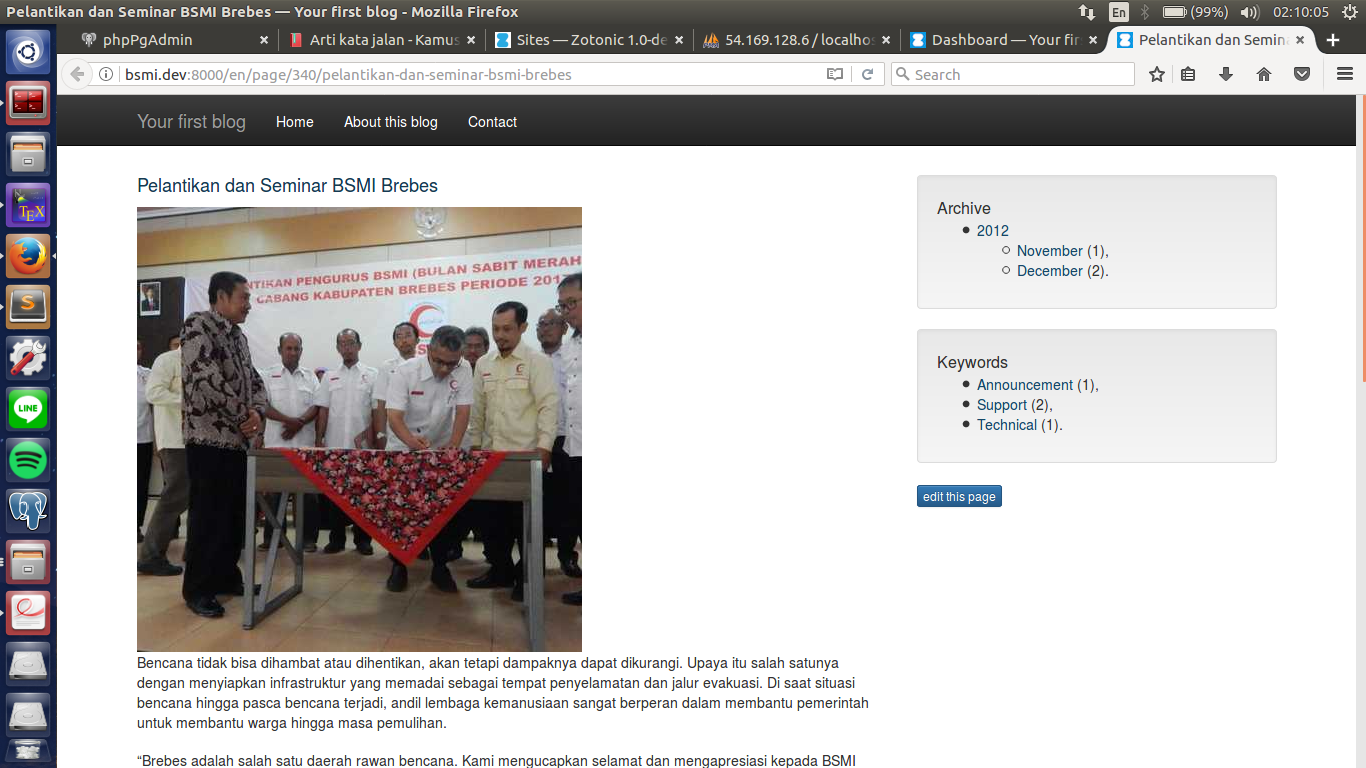 Pelantikan dan Seminar BSMI Brebes — Your first blog - Mozilla Firefox
En
(99%)
02:10:05
phpPgAdmin
Arti kata jalan - Kamus
Sites — Zotonic 1.0-de
54.169.128.6 / localhos
Dashboard — Your fir
Pelantikan dan Semin
bsmi.dev:8000/en/page/340/pelantikan-dan-seminar-bsmi-brebes
Search
Your first blog
Home
About this blog
Contact
Pelantikan dan Seminar BSMI Brebes
NTIKAN PENGURUS BSMI (BULAN SABIT MERAH
CABANG KABUPATEN BREBES PERIODE 201
Bencana tidak bisa dihambat atau dihentikan, akan tetapi dampaknya dapat dikurangi. Upaya itu salah satunya
dengan menyiapkan infrastruktur yang memadai sebagai tempat penyelamatan dan jalur evakuasi. Di saat situasi
bencana hingga pasca bencana terjadi, andil lembaga kemanusiaan sangat berperan dalam membantu pemerintah
untuk membantu warga hingga masa pemulihan.
“Brebes adalah salah satu daerah rawan bencana. Kami mengucapkan selamat dan mengapresiasi kepada BSMI
Archive
2012
November (1),
December (2).
Keywords
Announcement (1),
Support (2),
Technical (1).
edit this page
TEX
LINE